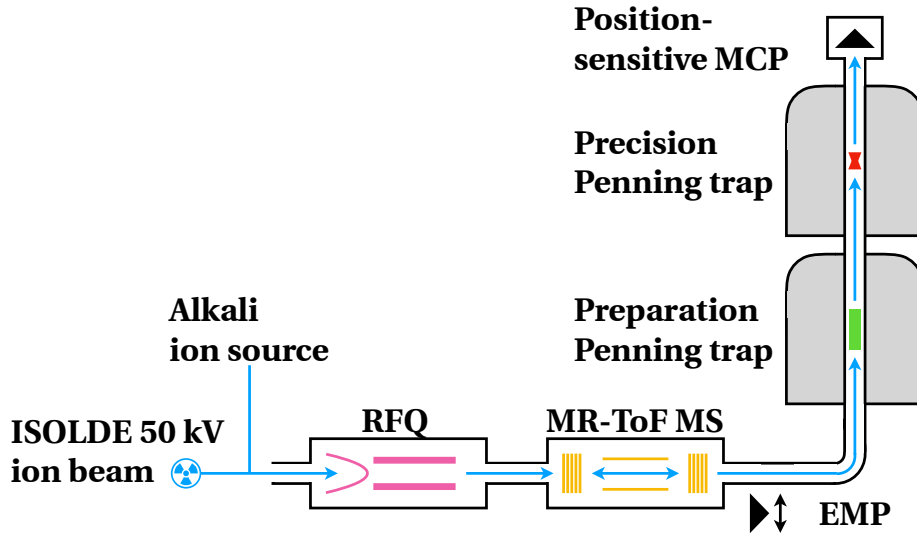 Position-
sensitive MCP
Precision
Penning trap
Alkali
ion source
Preparation
Penning trap
ISOLDE 50 kV
ion beam
RFQ
MR-ToF MS
EMP